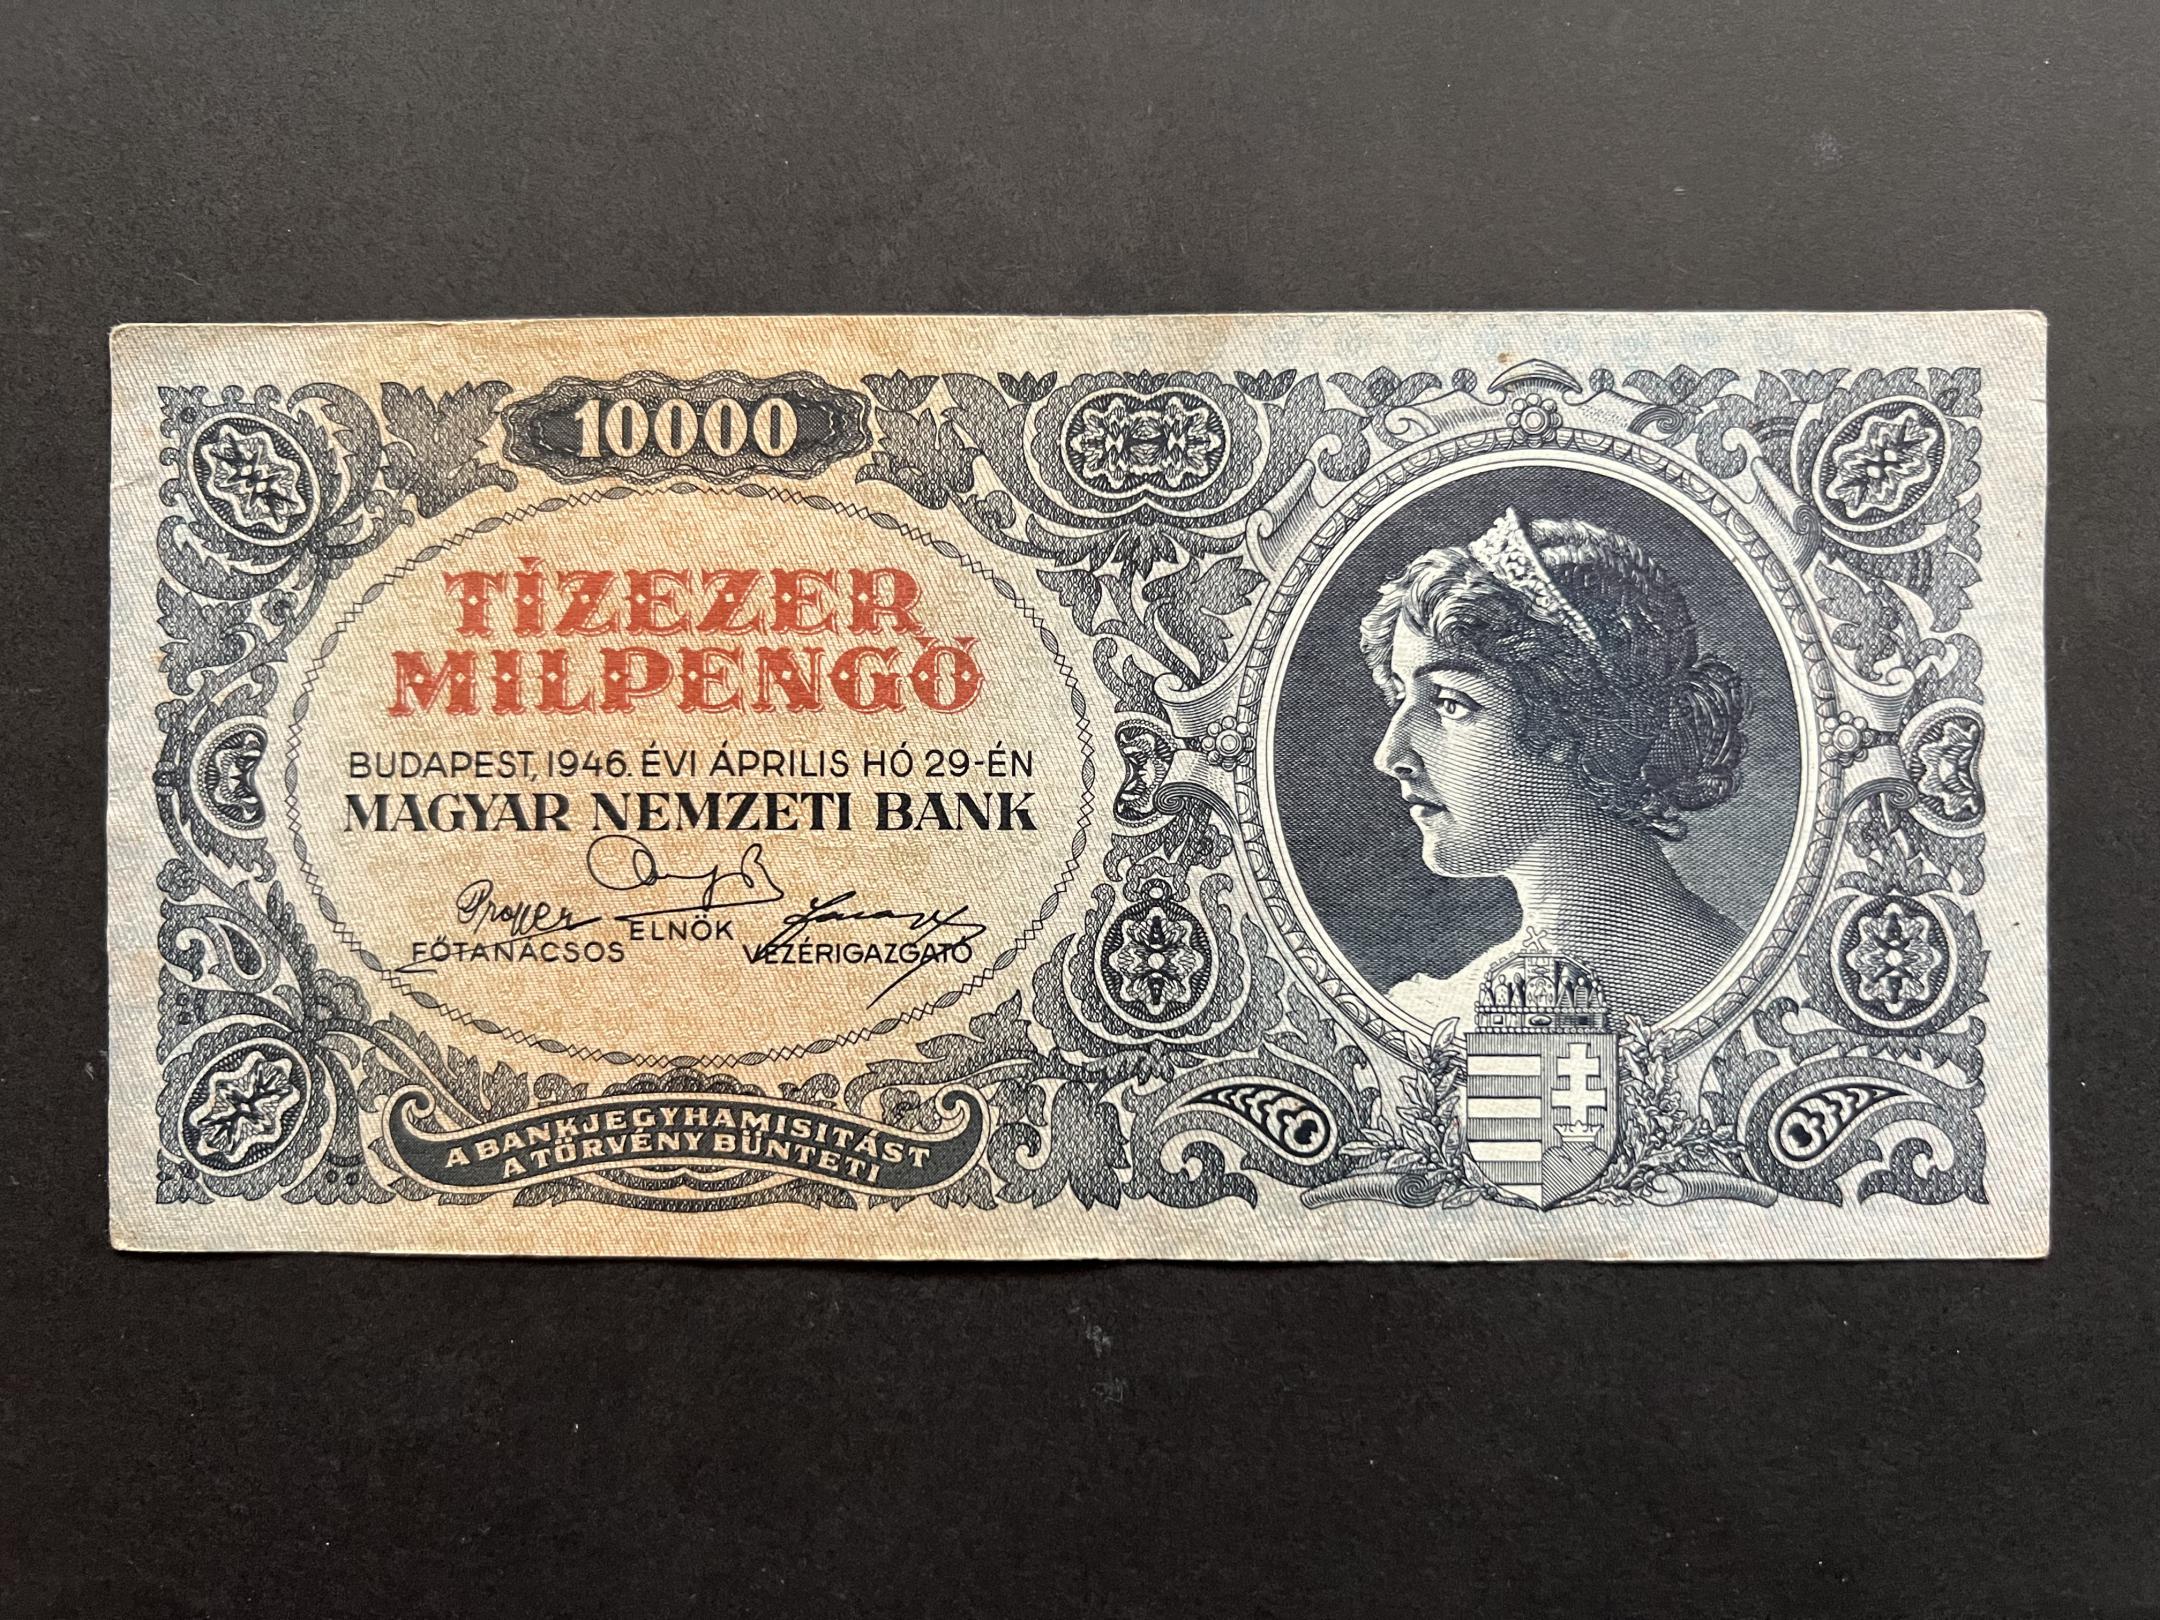 10000
TÍZEZER
MILPENGŐ
BUDAPEST, 1946. ÉVI ÁPRILIS HÓ 29-ÉN
MAGYAR NEMZETI BANK
FŐTANÁCSOS ELNÖK VEZÉRIGAZGATÓ
A BANKJEGYHAMISITÁST
A TÖRVÉNY BÜNTETI